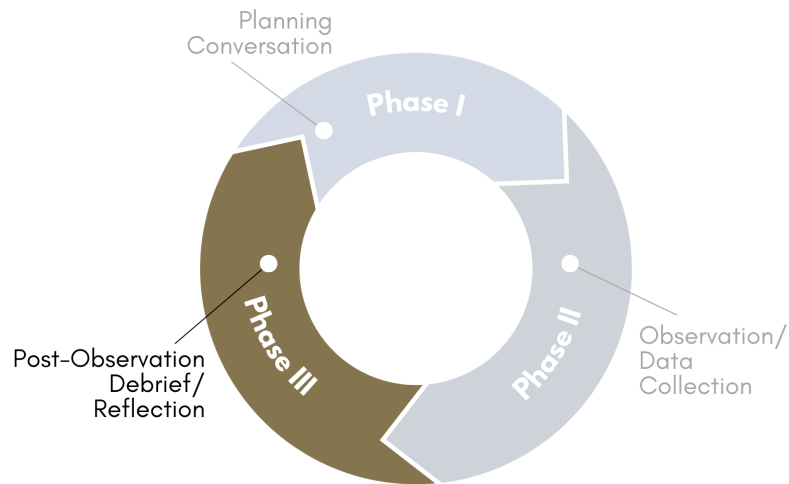 Planning
Conversation
Phase I
Phase II
Observation/
Data
Collection
Phase III
Post-Observation
Debrief/
Reflection